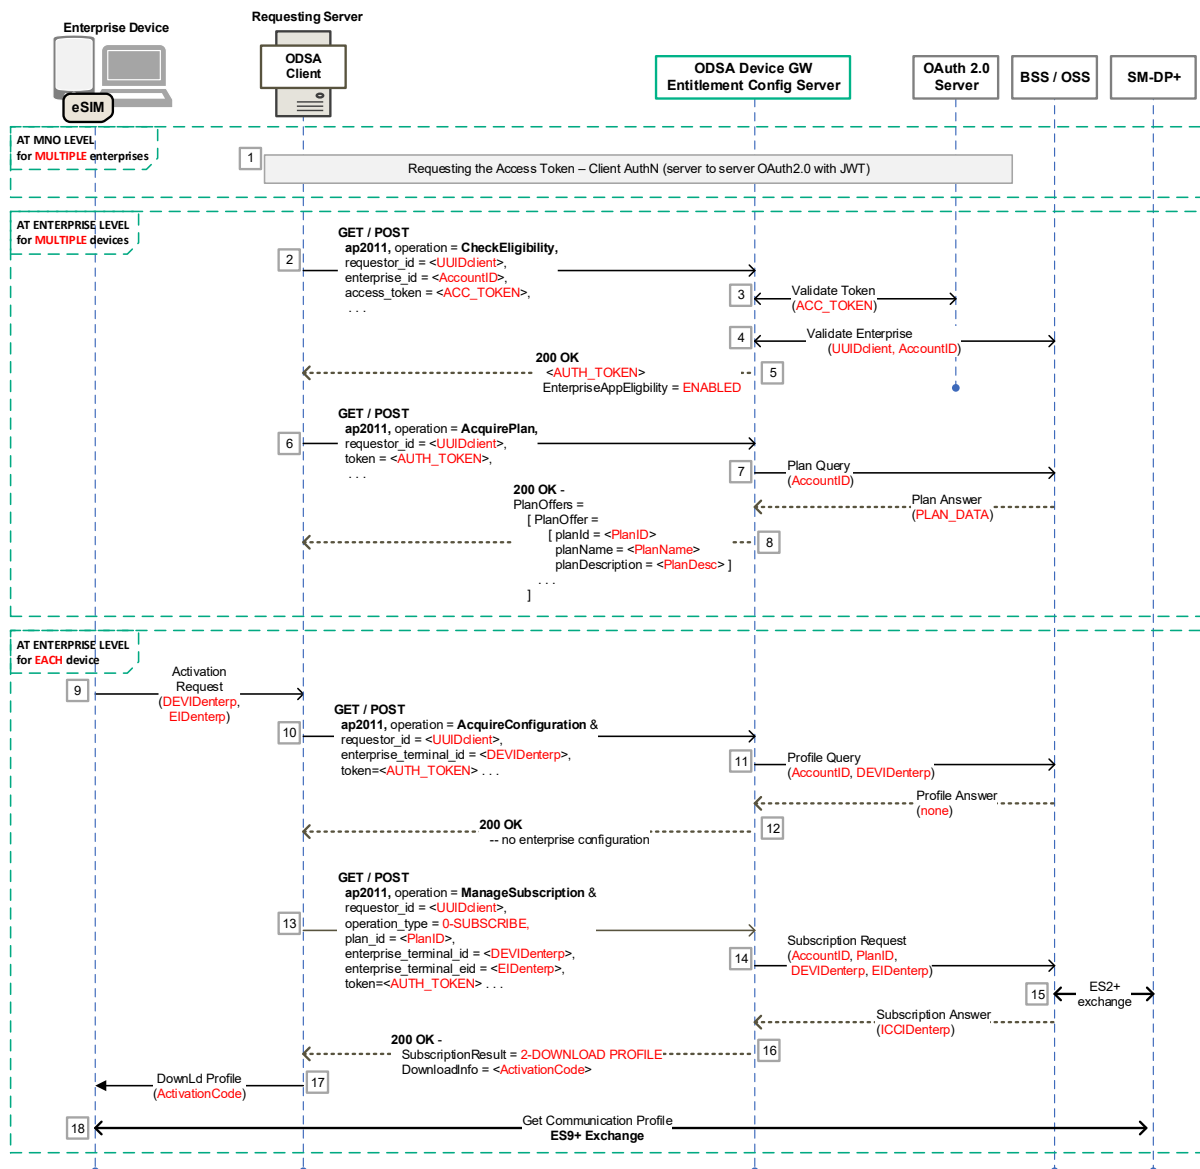 Enterprise Device
Requesting Server
ODSA
Client
eSIM
ODSA Device GW
Entitlement Config Server
OAuth 2.0
Server
BSS / OSS
SM-DP+
AT MNO LEVEL
for MULTIPLE enterprises
1
Requesting the Access Token – Client AuthN (server to server OAuth2.0 with JWT)
AT ENTERPRISE LEVEL
for MULTIPLE devices
GET / POST
2
ap2011, operation = CheckEligibility,
requestor_id = <UUIDclient>,
enterprise_id = <AccountID>,
access_token = <ACC_TOKEN>,
. . .
3
Validate Token
(ACC_TOKEN)
4
Validate Enterprise
(UUIDclient, AccountID)
200 OK
<AUTH_TOKEN>
EnterpriseAppEligbility = ENABLED
5
GET / POST
6
ap2011, operation = AcquirePlan,
requestor_id = <UUIDclient>,
token = <AUTH_TOKEN>,
. . .
7
Plan Query
(AccountID)
Plan Answer
(PLAN_DATA)
200 OK -
PlanOffers =
[ PlanOffer =
[ planId = <PlanID>
planName = <PlanName>
planDescription = <PlanDesc> ]
. . .
]
8
AT ENTERPRISE LEVEL
for EACH device
9
Activation
Request
(DEVIDenterp,
EIDenterp)
GET / POST
10
ap2011, operation = AcquireConfiguration &
requestor_id = <UUIDclient>,
enterprise_terminal_id = <DEVIDenterp>,
token=<AUTH_TOKEN> . . .
11
Profile Query
(AccountID, DEVIDenterp)
Profile Answer
(none)
200 OK
-- no enterprise configuration
12
GET / POST
13
ap2011, operation = ManageSubscription &
requestor_id = <UUIDclient>,
operation_type = 0-SUBSCRIBE,
plan_id = <PlanID>,
enterprise_terminal_id = <DEVIDenterp>,
enterprise_terminal_eid = <EIDenterp>,
token=<AUTH_TOKEN> . . .
14
Subscription Request
(AccountID, PlanID,
DEVIDenterp, EIDenterp)
15
ES2+
exchange
Subscription Answer
(ICCIDenterp)
200 OK -
SubscriptionResult = 2-DOWNLOAD PROFILE
DownloadInfo = <ActivationCode>
16
DownLd Profile
(ActivationCode)
17
18
Get Communication Profile
ES9+ Exchange